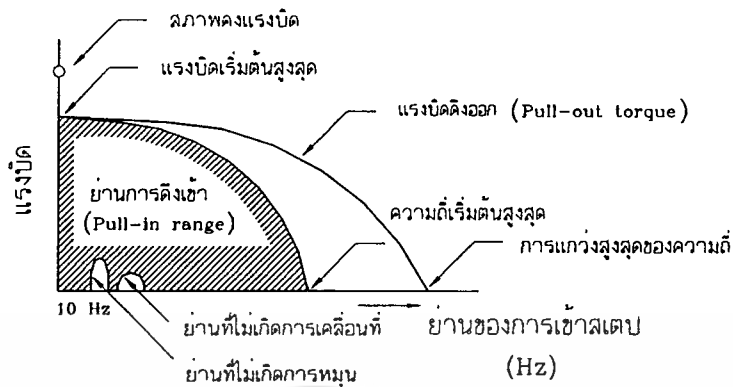 สภาพคงแรงบิด
แรงบิดเริ่มต้นสูงสุด
แรงบิดดึงออก (Pull-out torque)
แรงบิด
ย่านการดึงเข้า
(Pull-in range)
ความถี่เริ่มต้นสูงสุด
การแกว่งสูงสุดของความถี่
10 Hz
ย่านที่ไม่เกิดการเคลื่อนที่
ย่านของการเข้าสเตป
(Hz)
ย่านที่ไม่เกิดการหมุน